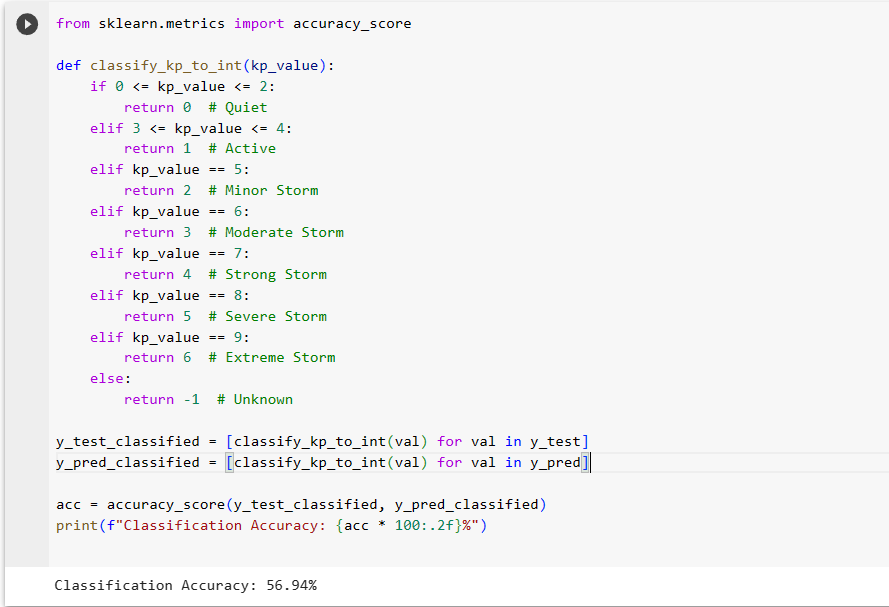 from sklearn.metrics import accuracy_score
def classify_kp_to_int(kp_value):
if 0 <= kp_value <= 2:
return 0  # Quiet
elif 3 <= kp_value <= 4:
return 1  # Active
elif kp_value == 5:
return 2  # Minor Storm
elif kp_value == 6:
return 3  # Moderate Storm
elif kp_value == 7:
return 4  # Strong Storm
elif kp_value == 8:
return 5  # Severe Storm
elif kp_value == 9:
return 6  # Extreme Storm
else:
return -1  # Unknown
y_test_classified = [classify_kp_to_int(val) for val in y_test]
y_pred_classified = [classify_kp_to_int(val) for val in y_pred]
acc = accuracy_score(y_test_classified, y_pred_classified)
print(f"Classification Accuracy: {acc * 100:.2f}%")
Classification Accuracy: 56.94%